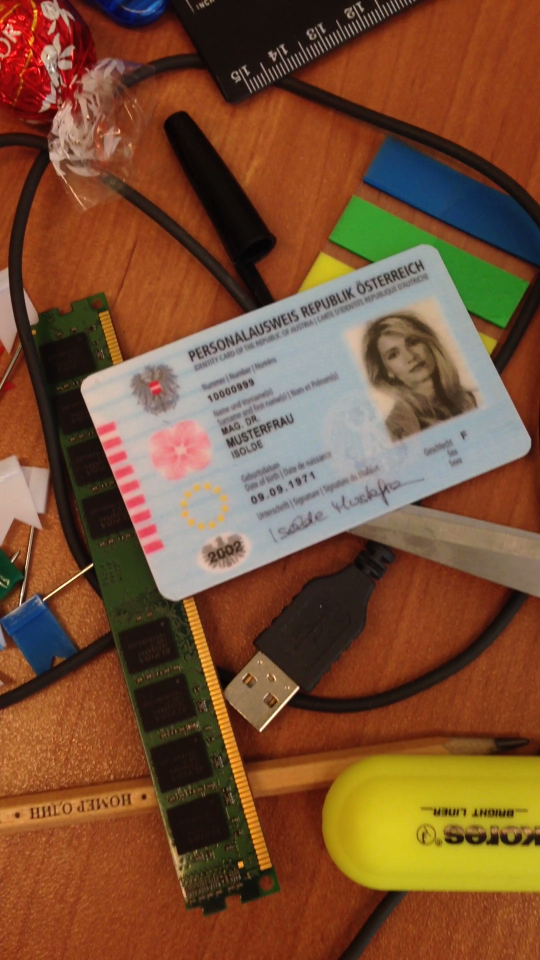 15 14 13 12
PERSONALAUSWEIS REPUBLIK ÖSTERREICH
IDENTITY CARD OF THE REPUBLIC OF AUSTRIA | CARTE D'IDENTITÉ RÉPUBLIQUE D'AUTRICHE
Nummer | Number | Numéro
10000999
Name und Vorname(n)
Surname and first name(s) | Nom et Prénom(s)
MAG. DR.
MUSTERFRAU
ISOLDE
Geburtsdatum
Date of birth | Date de naissance
09.09.1971
Geschlecht
Sex
Sexe
F
Unterschrift | Signature | Signature du titulaire
Isolde Musterfrau
2002
НОМЕР ОДИН
kores
BRIGHT LINER